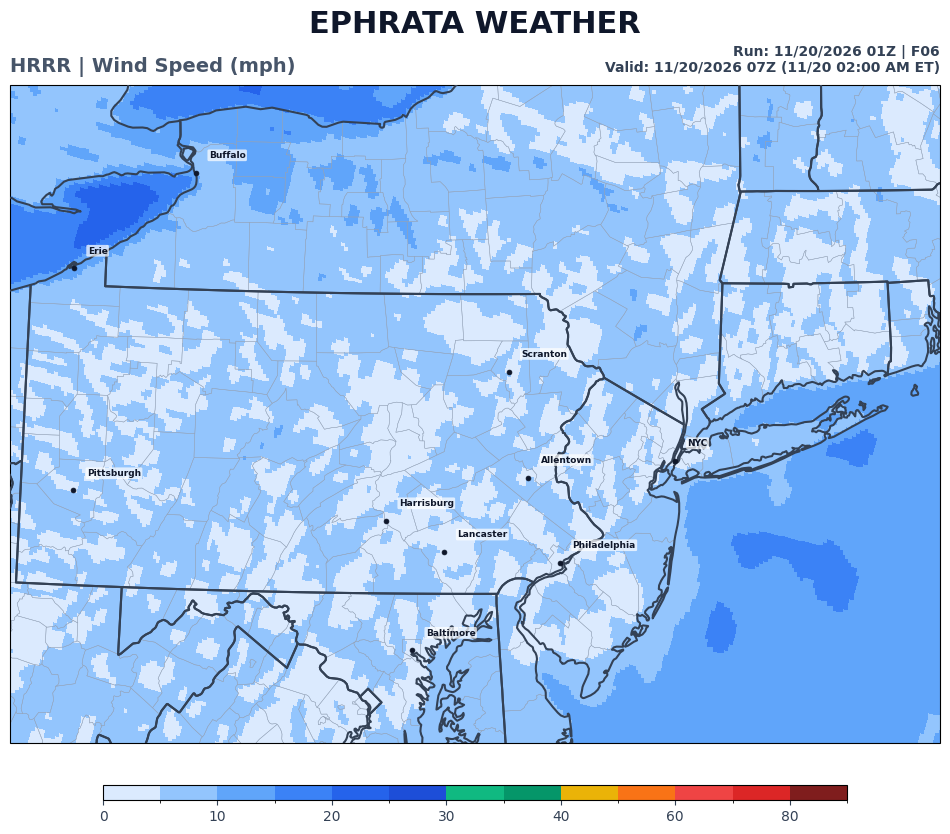 EPHRATA WEATHER
HRRR | Wind Speed (mph)
Run: 11/20/2026 01Z | F06
Valid: 11/20/2026 07Z (11/20 02:00 AM ET)
Buffalo
Erie
Scranton
NYC
Allentown
Pittsburgh
Harrisburg
Lancaster
Philadelphia
Baltimore
0 10 20 30 40 60 80